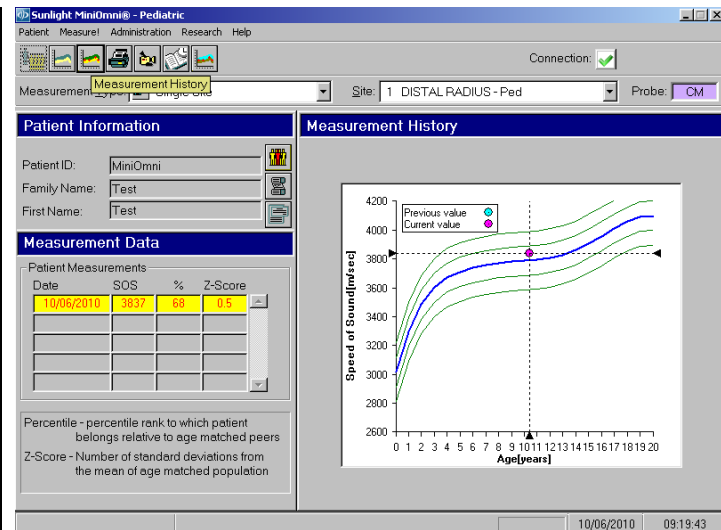 Sunlight MiniOmni® - Pediatric
Patient Measure! Administration Research Help
Connection:
Measurement History
Measurement Site: 1 DISTAL RADIUS - Ped Probe: CM
Patient Information
Patient ID: MiniOmni
Family Name: Test
First Name: Test
Measurement Data
Patient Measurements
Date SOS % Z-Score
10/06/2010 3837 68 0.5
Percentile - percentile rank to which patient
belongs relative to age matched peers
Z-Score - Number of standard deviations from
the mean of age matched population
Measurement History
Previous value
Current value
4200
4000
3800
3600
3400
3200
3000
2800
2600
Speed of Sound[m/sec]
0 1 2 3 4 5 6 7 8 9 10 11 12 13 14 15 16 17 18 19 20
Age[years]
10/06/2010 09:19:43